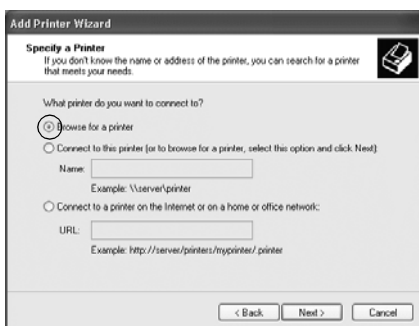 Add Printer Wizard
Specify a Printer
If you don't know the name or address of the printer, you can search for a printer
that meets your needs.
What printer do you want to connect to?
Browse for a printer
Connect to this printer (or to browse for a printer, select this option and click Next):
Name:
Example: \\server\printer
Connect to a printer on the Internet or on a home or office network:
URL:
Example: http://server/printers/myprinter/.printer
< Back Next > Cancel